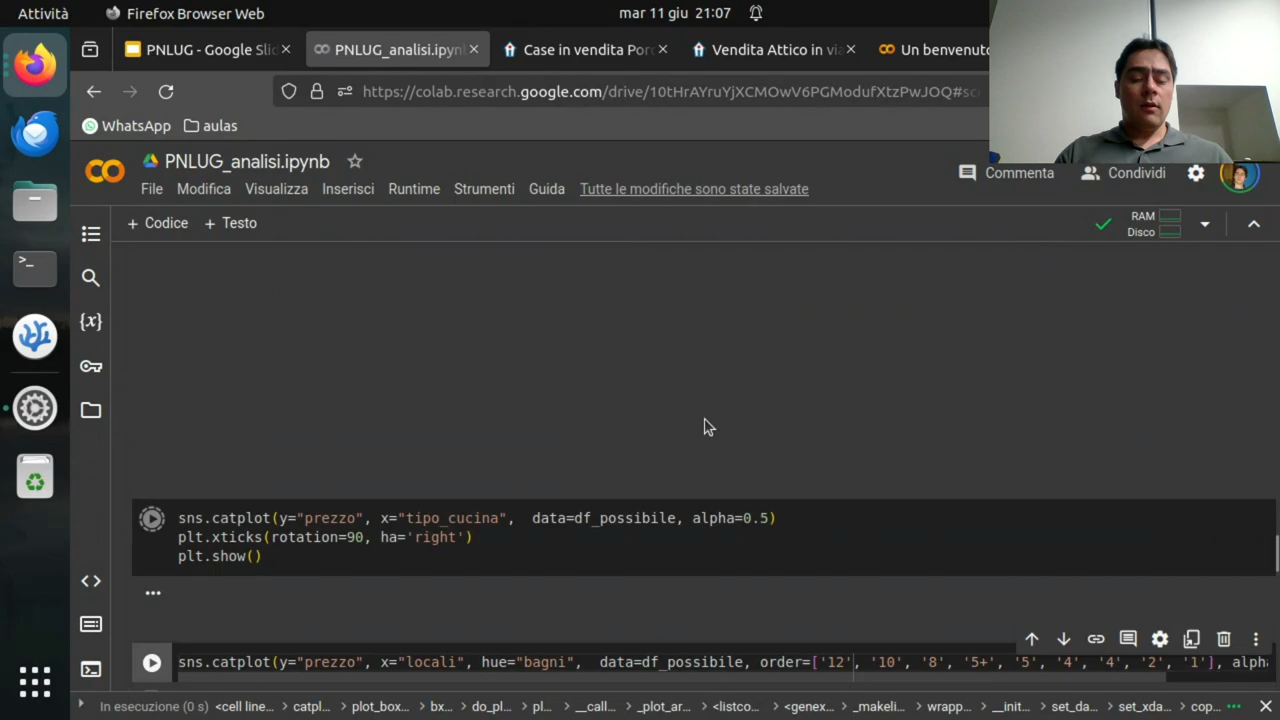 Attività
Firefox Browser Web
mar 11 giu 21:07
PNLUG - Google Slid
PNLUG_analisi.ipynl
Case in vendita Porc
Vendita Attico in via
Un benvenuto
https://colab.research.google.com/drive/10tHrAYruYjXCMOwV6PGModufXtzPwJOQ#sc
WhatsApp
aulas
PNLUG_analisi.ipynb
File
Modifica
Visualizza
Inserisci
Runtime
Strumenti
Guida
Tutte le modifiche sono state salvate
Commenta
Condividi
+ Codice
+ Testo
RAM
Disco
sns.catplot(y="prezzo", x="tipo_cucina",  data=df_possibile, alpha=0.5)
plt.xticks(rotation=90, ha='right')
plt.show()
sns.catplot(y="prezzo", x="locali", hue="bagni",  data=df_possibile, order=['12', '10', '8', '5+', '5', '4', '4', '2', '1'], alpha
In esecuzione (0 s) <cell line… > catpl… > plot_box… > bx… > do_pl… > pl… > __call… > _plot_ar… > <listco… > <genex… > _makeli… > wrapp… > __init… > set_da… > set_xda… > cop…